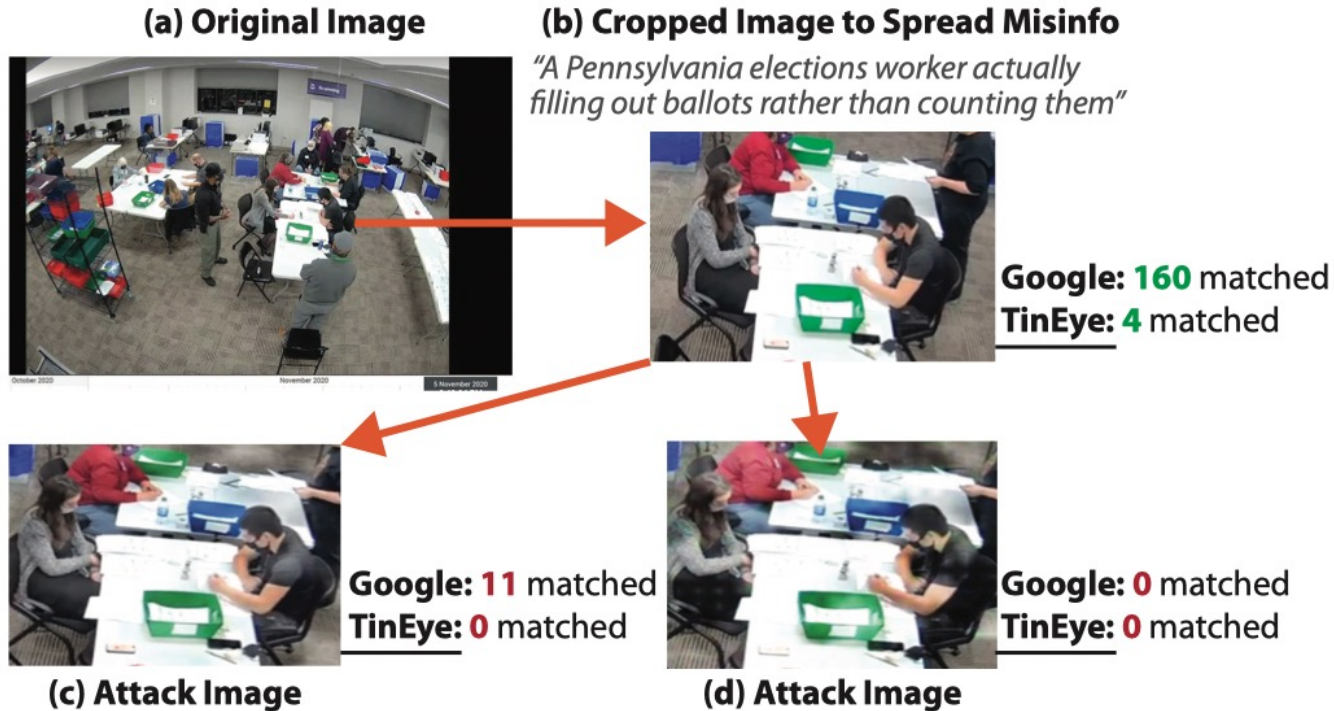 (a) Original Image
(b) Cropped Image to Spread Misinfo
“A Pennsylvania elections worker actually
filling out ballots rather than counting them”
October 2020
November 2020
5 November 2020
Google: 160 matched
TinEye: 4 matched
Google: 11 matched
TinEye: 0 matched
Google: 0 matched
TinEye: 0 matched
(c) Attack Image
(d) Attack Image